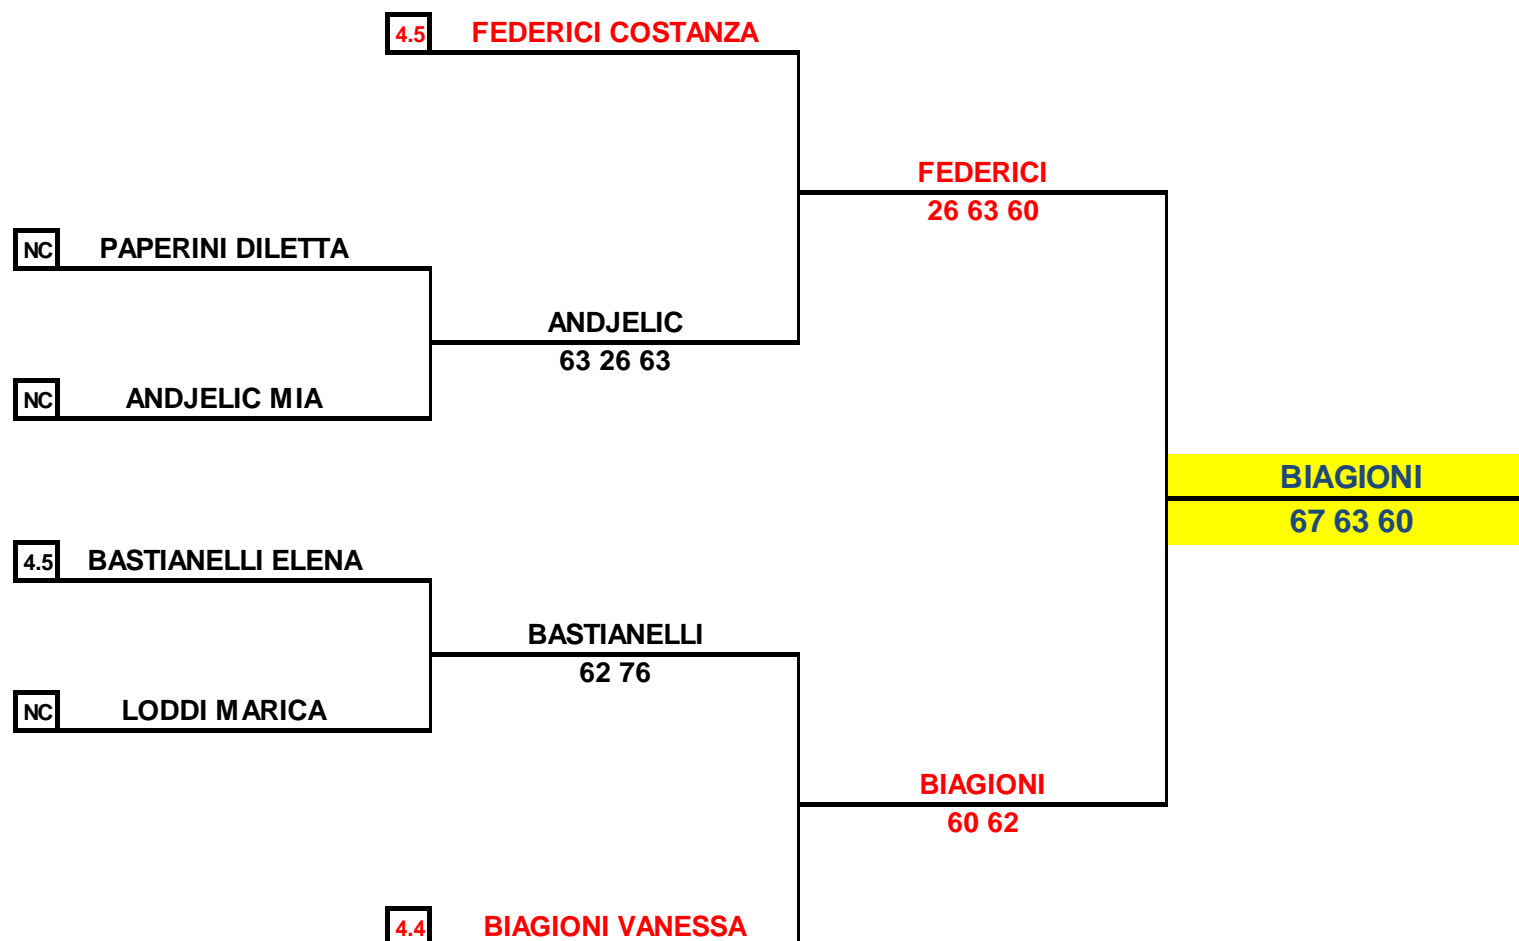 4.5 FEDERICI COSTANZA
FEDERICI
26 63 60
NC PAPERINI DILETTA
ANDJELIC
63 26 63
NC ANDJELIC MIA
BIAGIONI
67 63 60
4.5 BASTIANELLI ELENA
BASTIANELLI
62 76
NC LODDI MARICA
BIAGIONI
60 62
4.4 BIAGIONI VANESSA